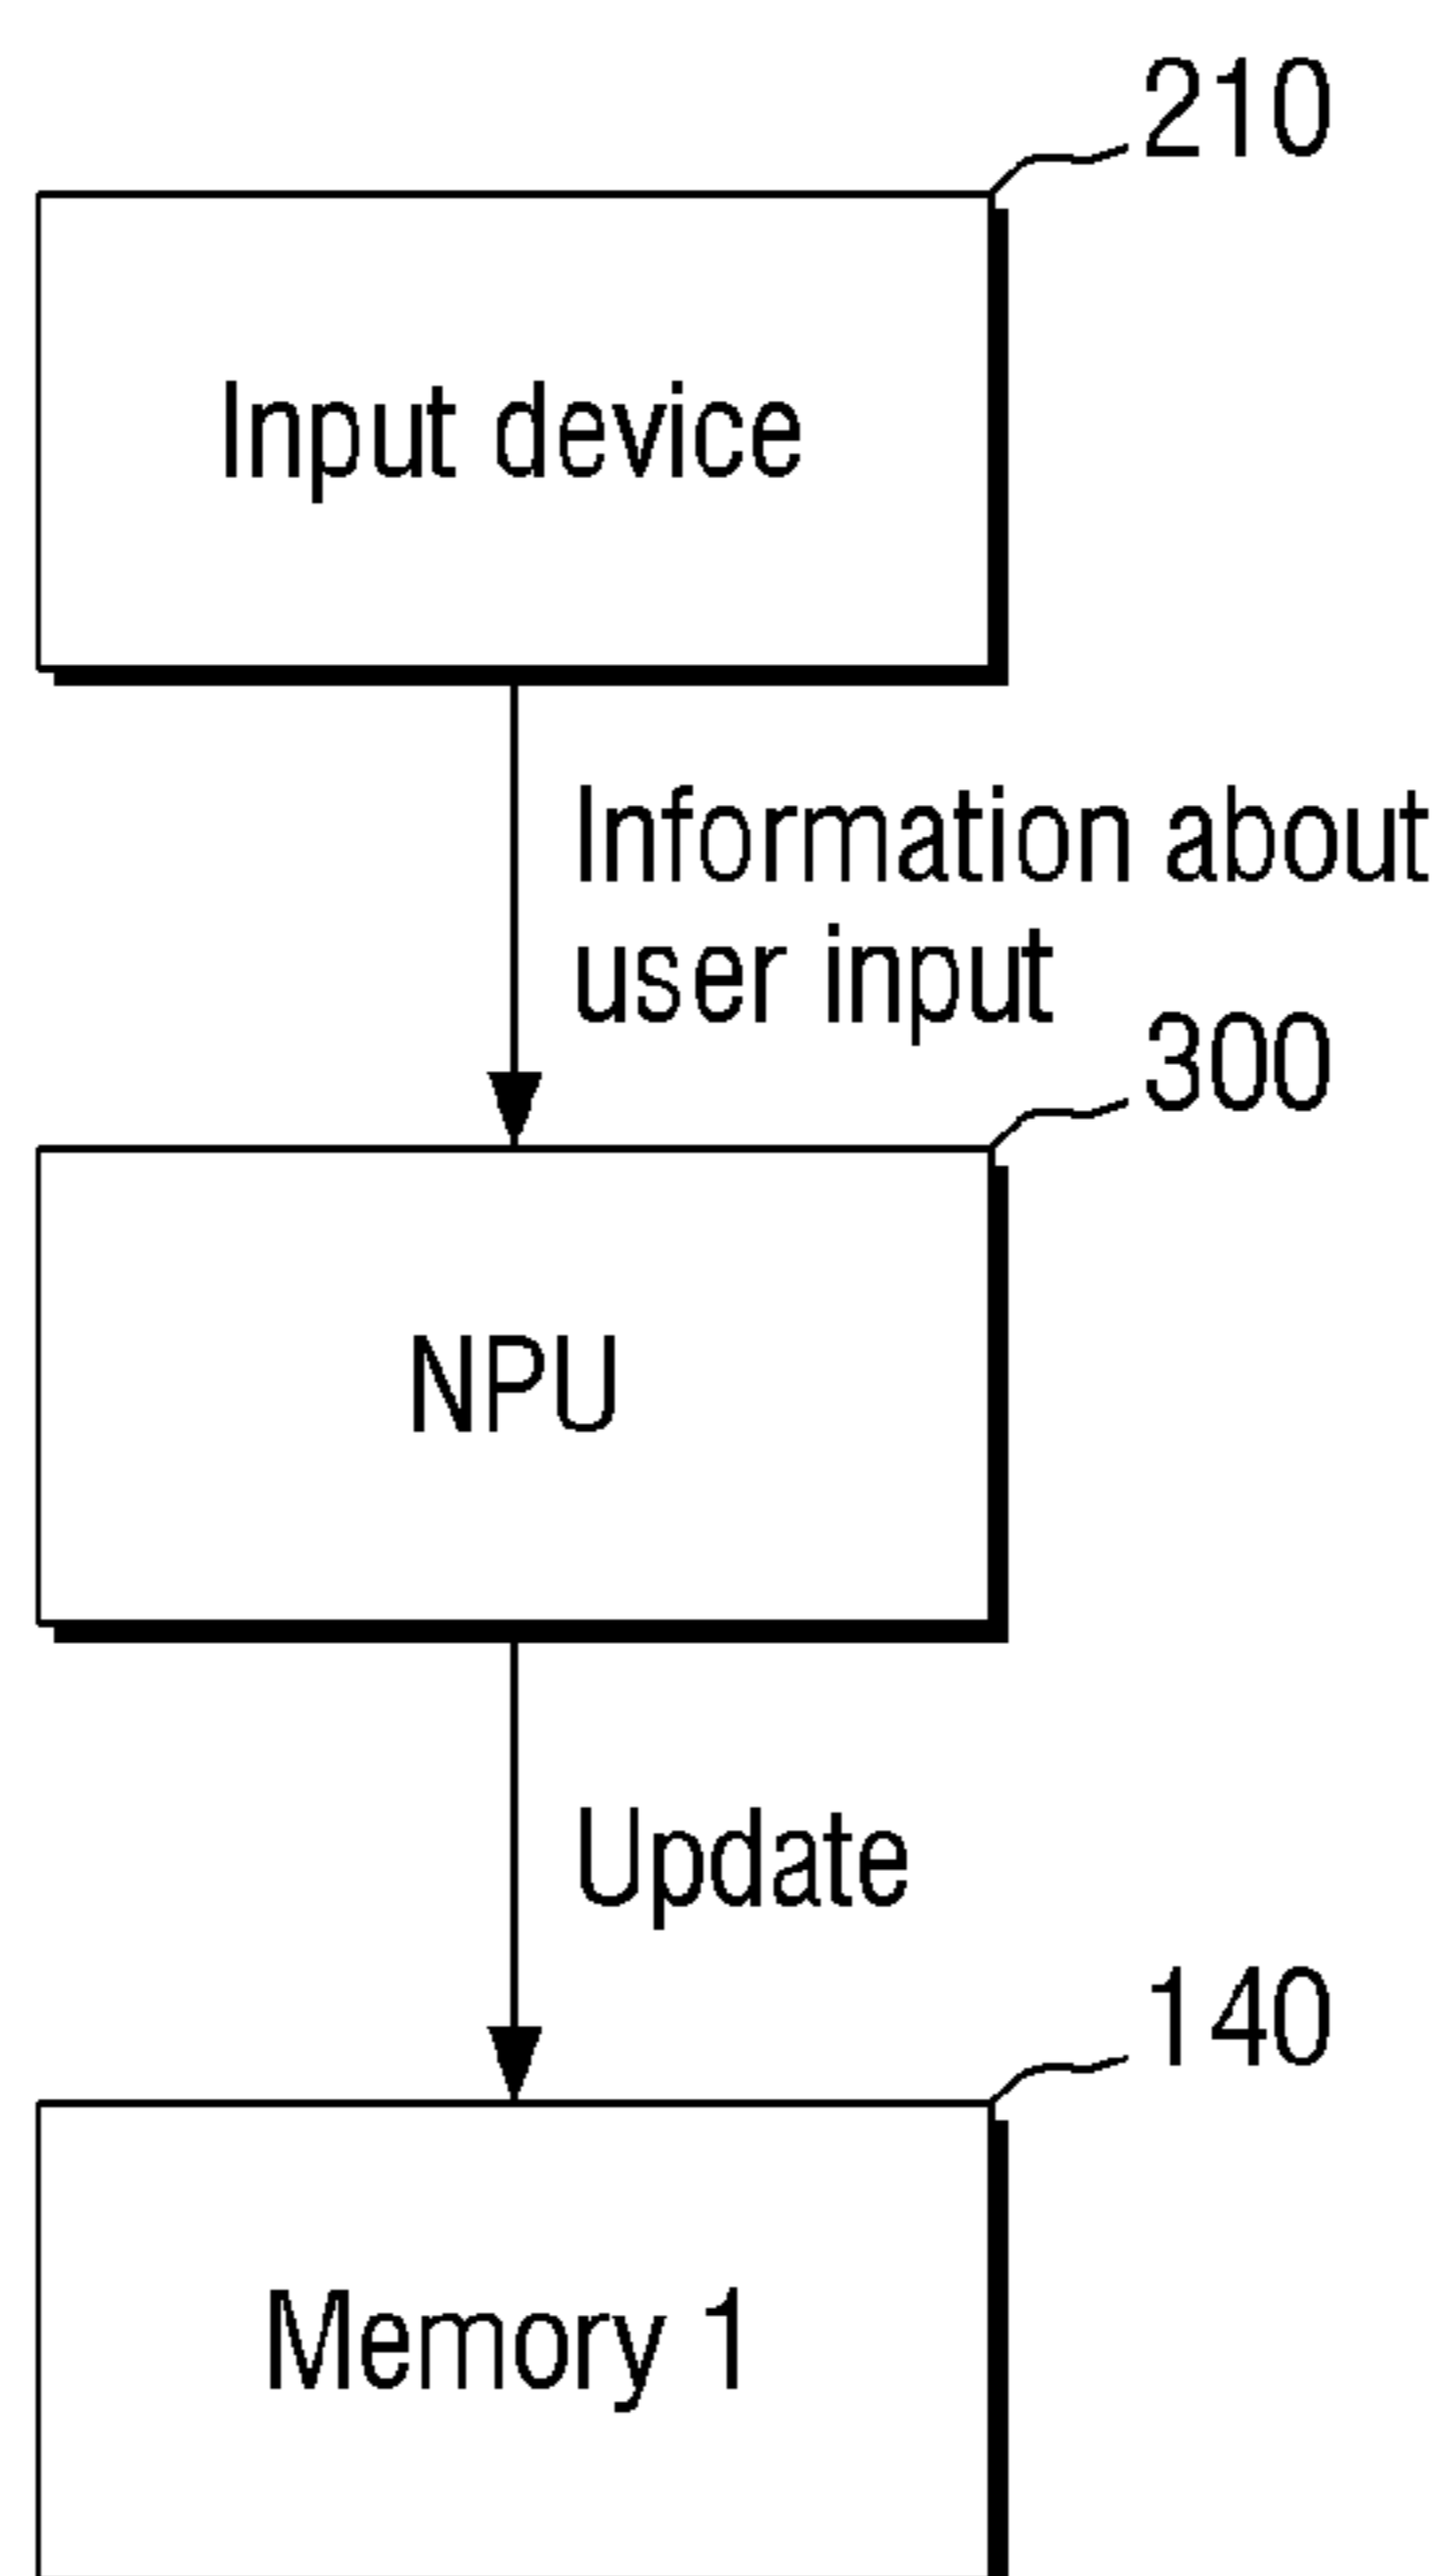 210
Input device
Information about
user input
300
NPU
Update
140
Memory 1